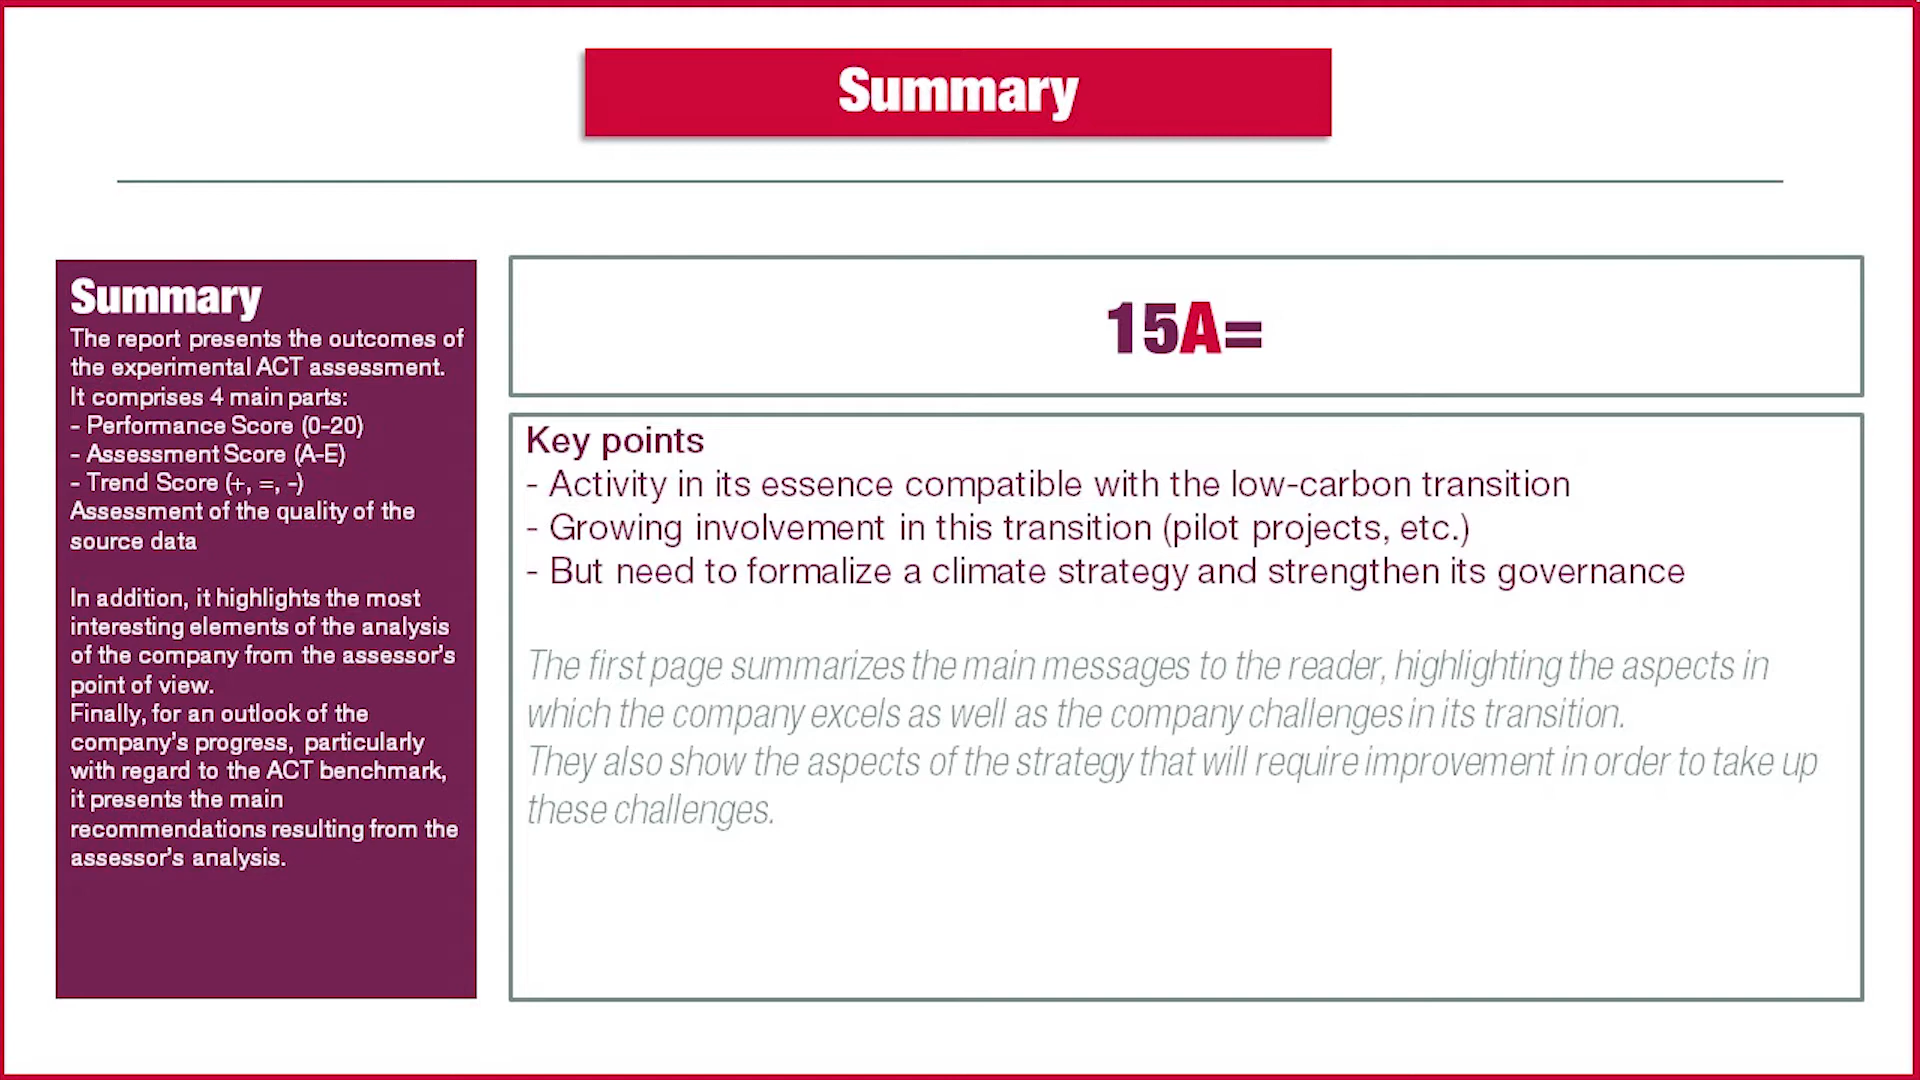 Summary
Summary
The report presents the outcomes of
the experimental ACT assessment.
It comprises 4 main parts:
- Performance Score (0-20)
- Assessment Score (A-E)
- Trend Score (+, =, -)
Assessment of the quality of the
source data
In addition, it highlights the most
interesting elements of the analysis
of the company from the assessor's
point of view.
Finally, for an outlook of the
company's progress, particularly
with regard to the ACT benchmark,
it presents the main
recommendations resulting from the
assessor's analysis.
15A=
Key points
- Activity in its essence compatible with the low-carbon transition
- Growing involvement in this transition (pilot projects, etc.)
- But need to formalize a climate strategy and strengthen its governance
The first page summarizes the main messages to the reader, highlighting the aspects in
which the company excels as well as the company challenges in its transition.
They also show the aspects of the strategy that will require improvement in order to take up
these challenges.